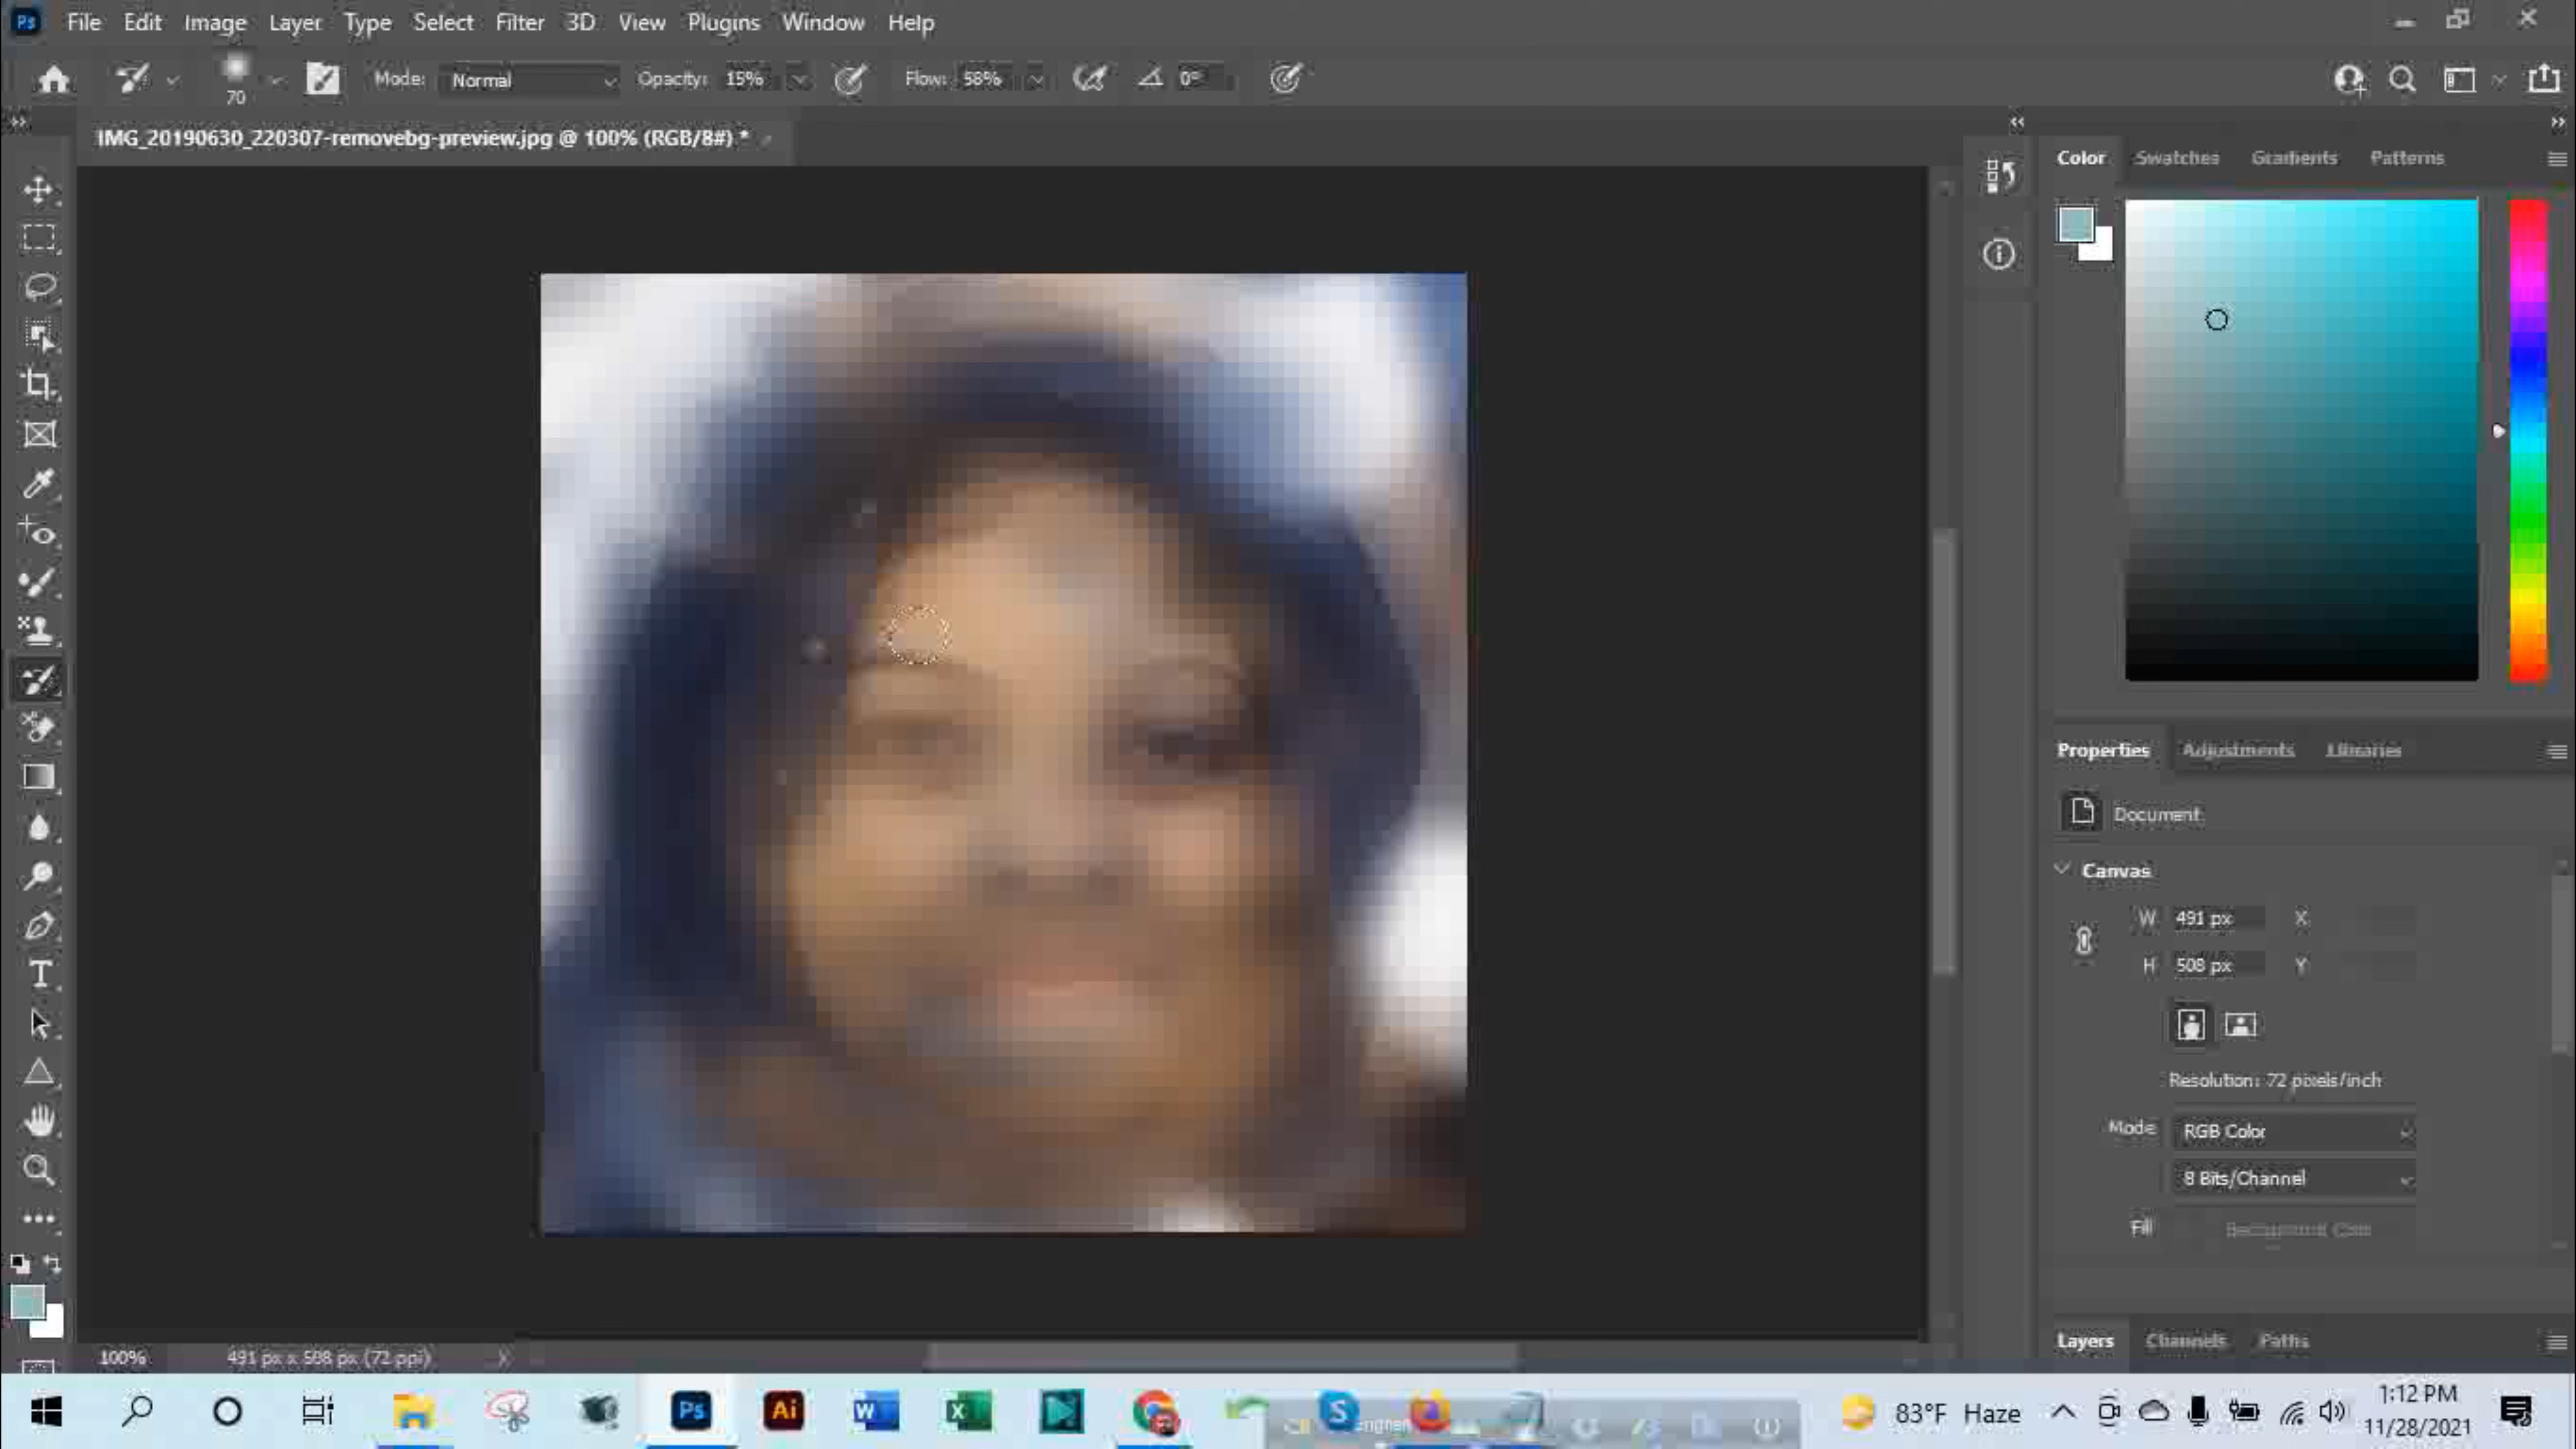 Ps File Edit Image Layer Type Select Filter 3D View Plugins Window Help
70 Mode: Normal Opacity: 15% Flow: 58% 0°
IMG_20190630_220307-removebg-preview.jpg @ 100% (RGB/8#) *
Color Swatches Gradients Patterns
Properties Adjustments Libraries
Document
Canvas
W 491 px X
H 508 px Y
Resolution: 72 pixels/inch
Mode RGB Color
8 Bits/Channel
Fill Background Color
Layers Channels Paths
100% 491 px x 508 px (72 ppi)
Ps Ai W X S 83°F Haze 1:12 PM
11/28/2021